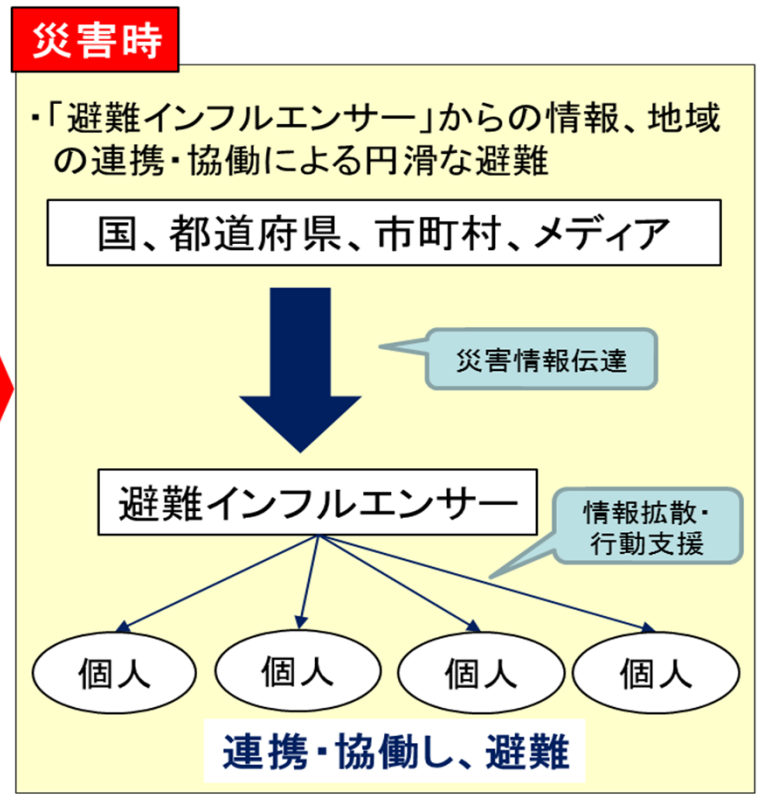 災害時
・「避難インフルエンサー」からの情報、地域
の連携・協働による円滑な避難
国、都道府県、市町村、メディア
災害情報伝達
避難インフルエンサー
情報拡散・
行動支援
個人 個人 個人 個人
連携・協働し、避難